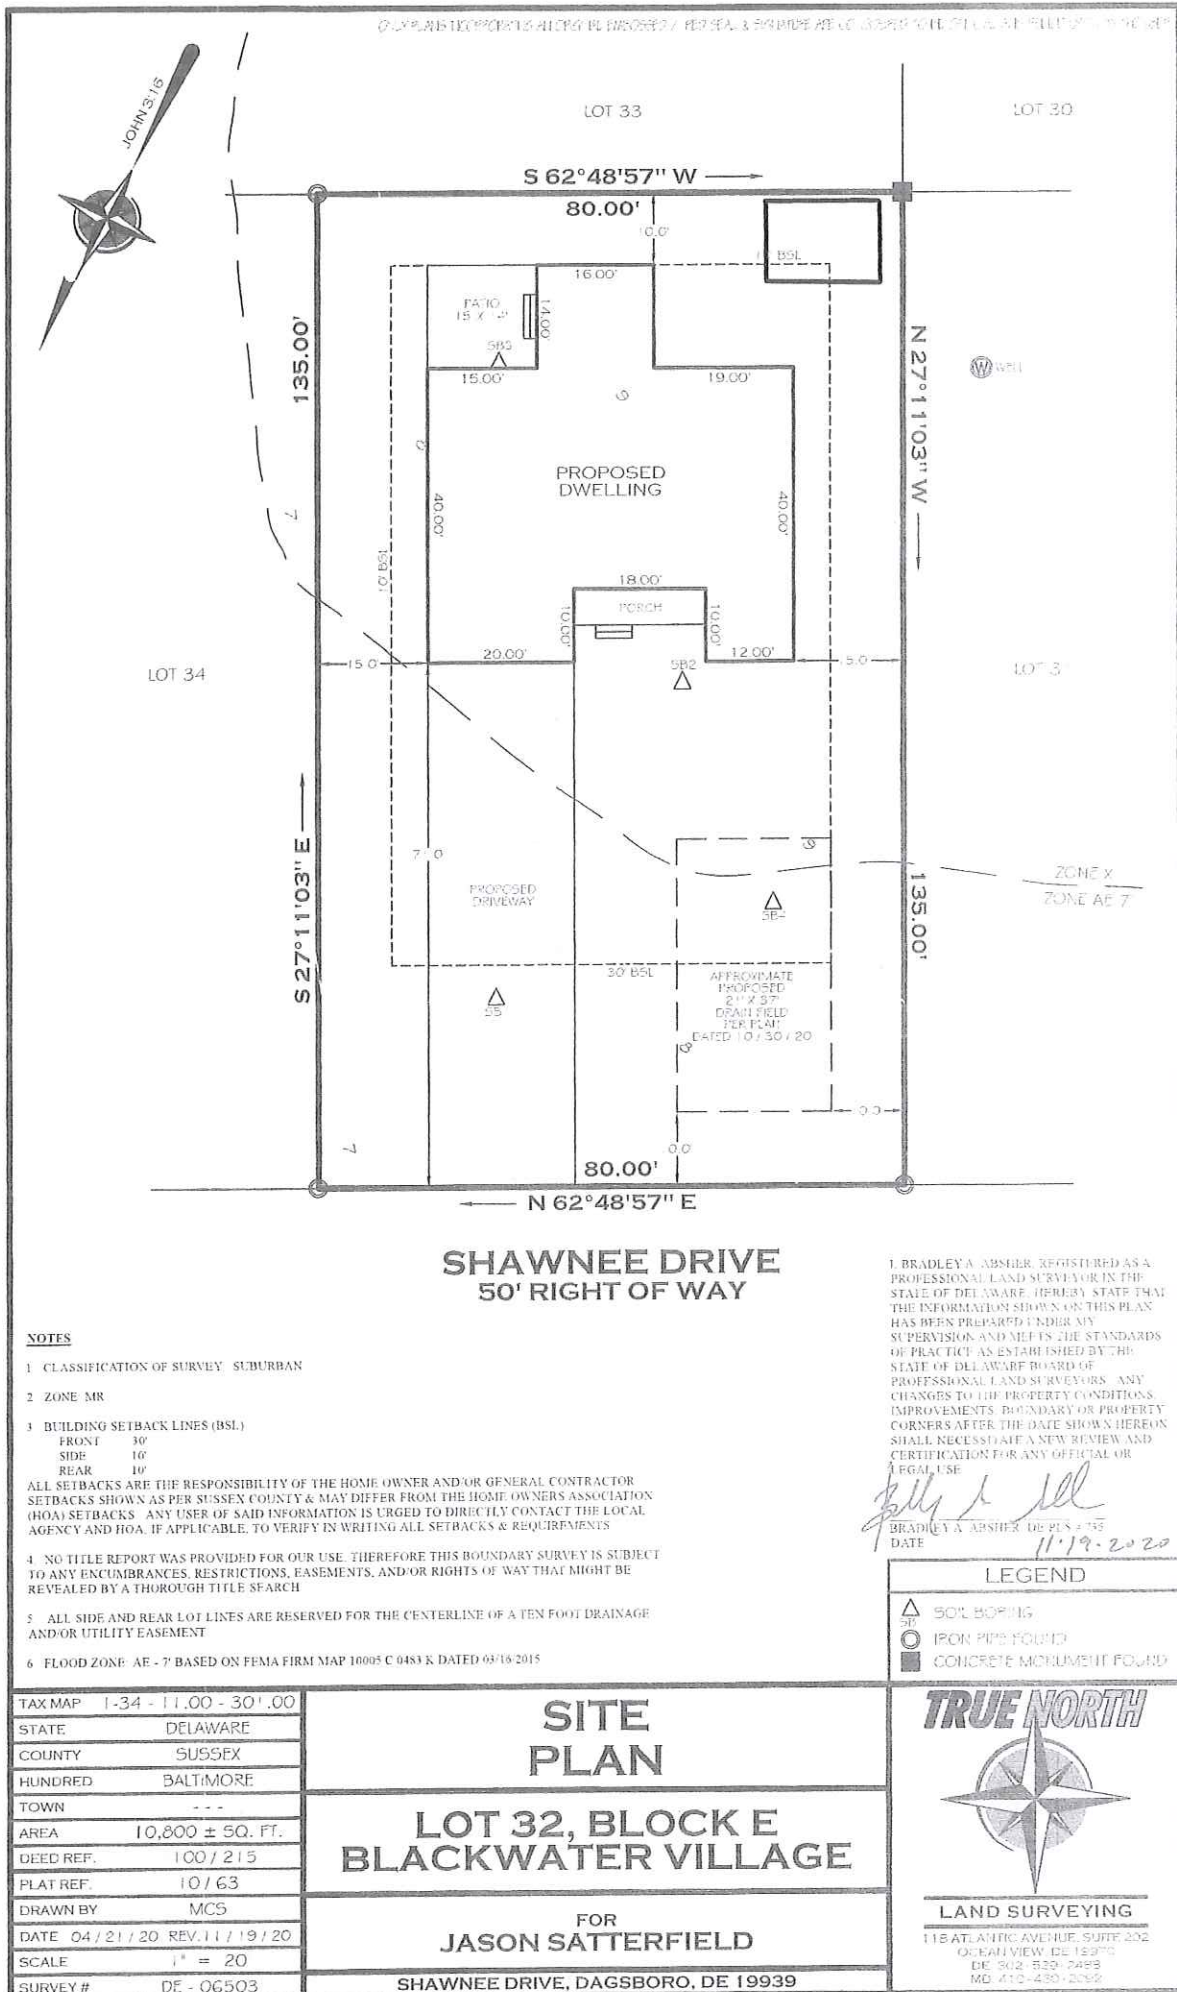 JOHN 3:16
LOT 33
LOT 30
S 62°48'57" W
80.00'
BSL
16.00'
PATIO
14.00'
SB3
15.00'
19.00'
135.00'
N 27°11'03" W
WELL
9
PROPOSED
DWELLING
40.00'
40.00'
7
10' BSL
18.00'
PORCH
10.00'
10.00'
20.00'
12.00'
15.0'
SB2
LOT 34
S 27°11'03" E
PROPOSED
DRIVEWAY
ZONE X
ZONE AE 7
135.00'
30' BSL
APPROXIMATE
PROPOSED
DRAIN FIELD
PER PLAN
DATED 10 / 30 / 20
7
80.00'
N 62°48'57" E
SHAWNEE DRIVE
50' RIGHT OF WAY
NOTES
1 CLASSIFICATION OF SURVEY SUBURBAN
2 ZONE MR
3 BUILDING SETBACK LINES (BSL)
FRONT 30'
SIDE 10'
REAR 10'
ALL SETBACKS ARE THE RESPONSIBILITY OF THE HOME OWNER AND/OR GENERAL CONTRACTOR
SETBACKS SHOWN AS PER SUSSEX COUNTY & MAY DIFFER FROM THE HOME OWNERS ASSOCIATION
(HOA) SETBACKS ANY USER OF SAID INFORMATION IS URGED TO DIRECTLY CONTACT THE LOCAL
AGENCY AND HOA, IF APPLICABLE, TO VERIFY IN WRITING ALL SETBACKS & REQUIREMENTS
4 NO TITLE REPORT WAS PROVIDED FOR OUR USE, THEREFORE THIS BOUNDARY SURVEY IS SUBJECT
TO ANY ENCUMBRANCES, RESTRICTIONS, EASEMENTS, AND/OR RIGHTS OF WAY THAT MIGHT BE
REVEALED BY A THOROUGH TITLE SEARCH
5 ALL SIDE AND REAR LOT LINES ARE RESERVED FOR THE CENTERLINE OF A TEN FOOT DRAINAGE
AND/OR UTILITY EASEMENT
6 FLOOD ZONE: AE - 7' BASED ON FEMA FIRM MAP 10005 C 0483 K DATED 03/16/2015
I, BRADLEY A. ABSHER, REGISTERED AS A
PROFESSIONAL LAND SURVEYOR IN THE
STATE OF DELAWARE, HEREBY STATE THAT
THE INFORMATION SHOWN ON THIS PLAN
HAS BEEN PREPARED UNDER MY
SUPERVISION AND MEETS THE STANDARDS
OF PRACTICE AS ESTABLISHED BY THE
STATE OF DELAWARE BOARD OF
PROFESSIONAL LAND SURVEYORS ANY
CHANGES TO THE PROPERTY CONDITIONS,
IMPROVEMENTS, BOUNDARY OR PROPERTY
CORNERS AFTER THE DATE SHOWN HEREON
SHALL NECESSITATE A NEW REVIEW AND
CERTIFICATION FOR ANY OFFICIAL OR
LEGAL USE
BRADLEY A. ABSHER, DE PLS # 735
DATE 11-19-2020
LEGEND
SB SOIL BORING
IRON PIPE FOUND
CONCRETE MONUMENT FOUND
TAX MAP 1-34 - 11.00 - 301.00
STATE DELAWARE
COUNTY SUSSEX
HUNDRED BALTIMORE
TOWN - - -
AREA 10,800 ± SQ. FT.
DEED REF. 100 / 215
PLAT REF. 10 / 63
DRAWN BY MCS
DATE 04 / 21 / 20 REV. 11 / 19 / 20
SCALE 1" = 20
SURVEY # DE - 06503
SITE
PLAN
LOT 32, BLOCK E
BLACKWATER VILLAGE
FOR
JASON SATTERFIELD
SHAWNEE DRIVE, DAGSBORO, DE 19939
TRUE NORTH
LAND SURVEYING
118 ATLANTIC AVENUE, SUITE 202
OCEAN VIEW, DE 19970